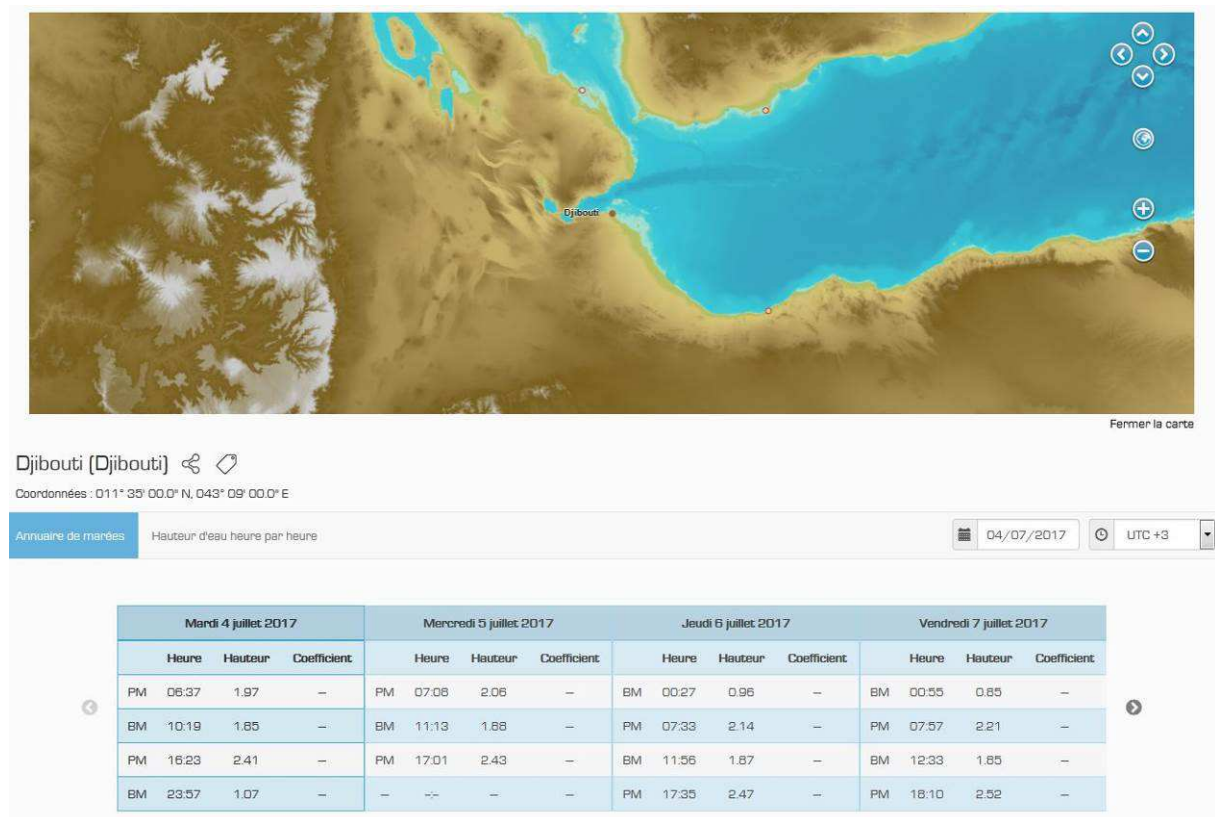 Djibouti
Fermer la carte
Djibouti (Djibouti)
Coordonnées : 011° 35' 00.0" N, 043° 09' 00.0" E
Annuaire de marées Hauteur d'eau heure par heure 04/07/2017 UTC +3
Mardi 4 juillet 2017 Mercredi 5 juillet 2017 Jeudi 6 juillet 2017 Vendredi 7 juillet 2017
Heure Hauteur Coefficient Heure Hauteur Coefficient Heure Hauteur Coefficient Heure Hauteur Coefficient
PM 06:37 1.97 – PM 07:08 2.06 – BM 00:27 0.96 – BM 00:55 0.85 –
BM 10:19 1.85 – BM 11:13 1.88 – PM 07:33 2.14 – PM 07:57 2.21 –
PM 16:23 2.41 – PM 17:01 2.43 – BM 11:56 1.87 – BM 12:33 1.85 –
BM 23:57 1.07 – – -:- – – PM 17:35 2.47 – PM 18:10 2.52 –